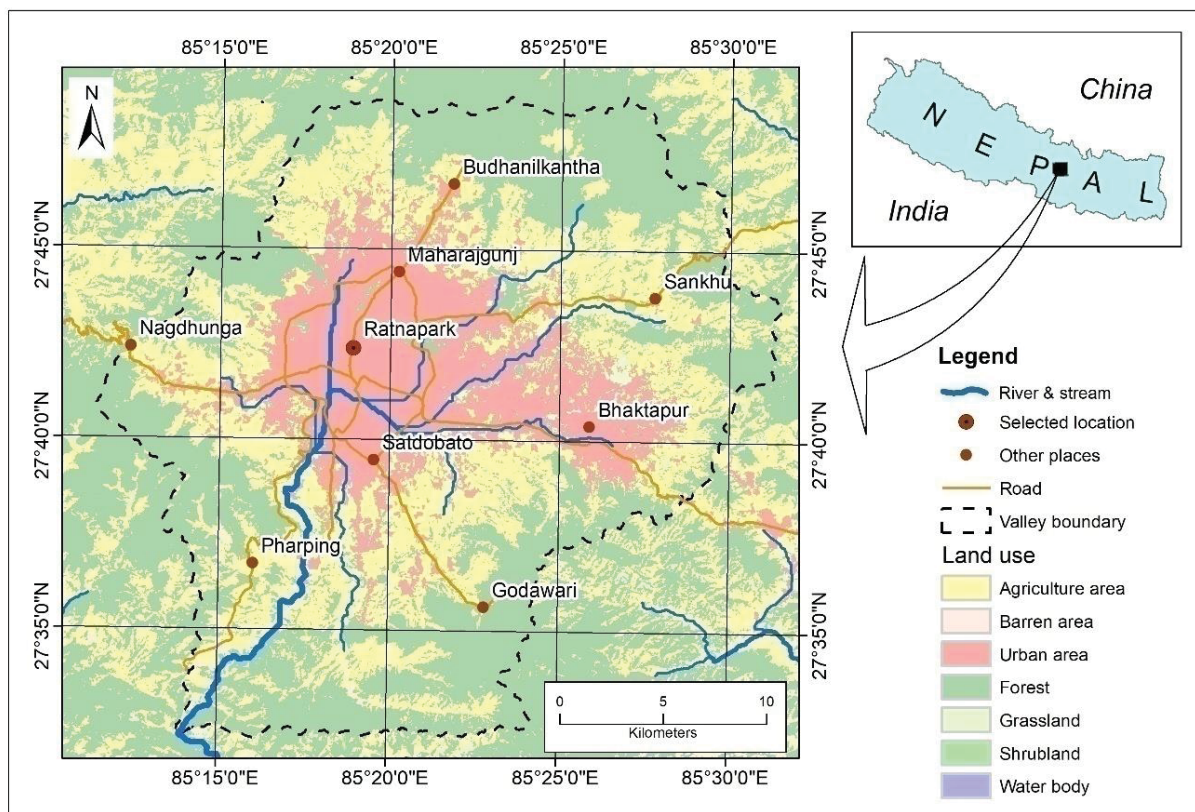 85°15'0"E 85°20'0"E 85°26'0"E 85°30'0"E
N
27°45'0"N
27°40'0"N
27°35'0"N
Budhanilkantha
Maharajgunj
Sankhu
Nagdhunga
Ratnapark
Bhaktapur
Satdobato
Pharping
Godawari
0 5 10
Kilometers
27°45'0"N
27°40'0"N
27°35'0"N
85°15'0"E 85°20'0"E 85°25'0"E 85°30'0"E
China
NEPAL
India
Legend
River & stream
Selected location
Other places
Road
Valley boundary
Land use
Agriculture area
Barren area
Urban area
Forest
Grassland
Shrubland
Water body